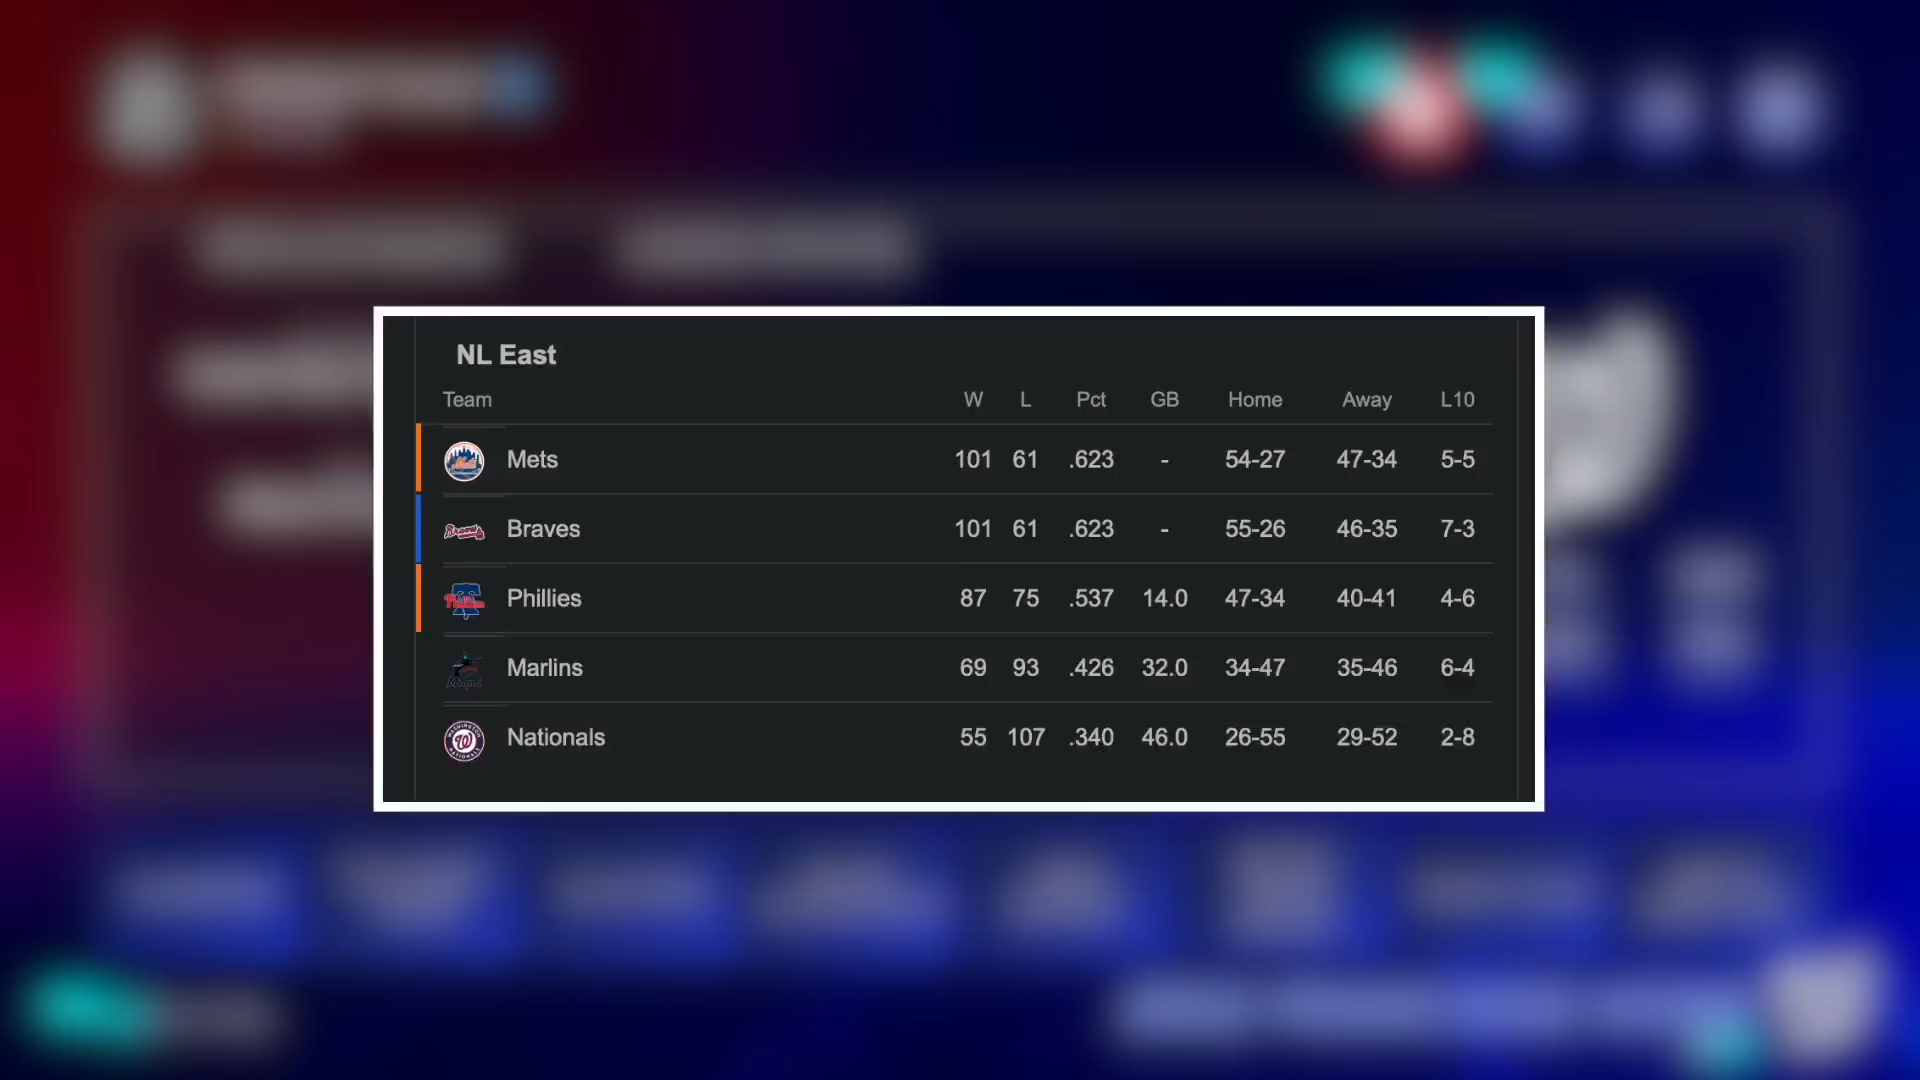 NL East
Team W L Pct GB Home Away L10
Mets 101 61 .623 - 54-27 47-34 5-5
Braves 101 61 .623 - 55-26 46-35 7-3
Phillies 87 75 .537 14.0 47-34 40-41 4-6
Marlins 69 93 .426 32.0 34-47 35-46 6-4
Nationals 55 107 .340 46.0 26-55 29-52 2-8